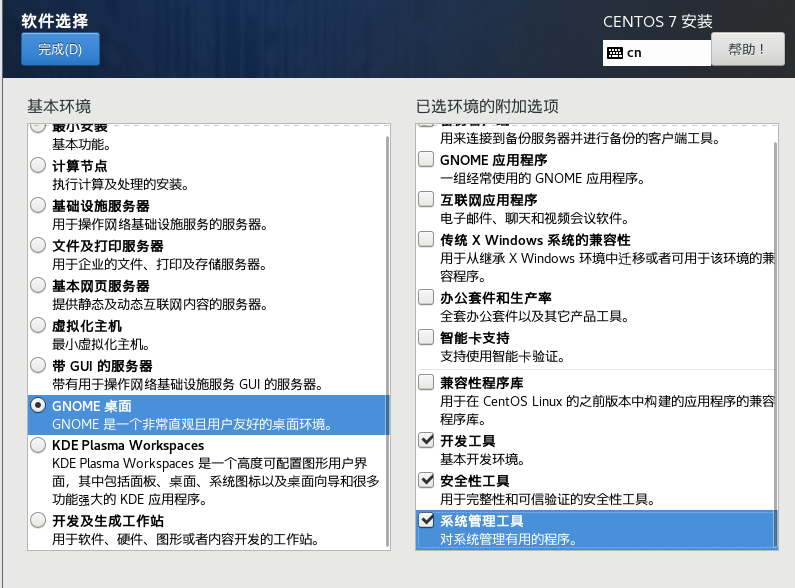 软件选择
CENTOS 7 安装
完成(D)
cn
帮助！
基本环境
最小安装
基本功能。
计算节点
执行计算及处理的安装。
基础设施服务器
用于操作网络基础设施服务的服务器。
文件及打印服务器
用于企业的文件、打印及存储服务器。
基本网页服务器
提供静态及动态互联网内容的服务器。
虚拟化主机
最小虚拟化主机。
带 GUI 的服务器
带有用于操作网络基础设施服务 GUI 的服务器。
GNOME 桌面
GNOME 是一个非常直观且用户友好的桌面环境。
KDE Plasma Workspaces
KDE Plasma Workspaces 是一个高度可配置图形用户界
面，其中包括面板、桌面、系统图标以及桌面向导和很多
功能强大的 KDE 应用程序。
开发及生成工作站
用于软件、硬件、图形或者内容开发的工作站。
已选环境的附加选项
备份客户端
用来连接到备份服务器并进行备份的客户端工具。
GNOME 应用程序
一组经常使用的 GNOME 应用程序。
互联网应用程序
电子邮件、聊天和视频会议软件。
传统 X Windows 系统的兼容性
用于从继承 X Windows 环境中迁移或者可用于该环境的兼
容程序。
办公套件和生产率
全套办公套件以及其它产品工具。
智能卡支持
支持使用智能卡验证。
兼容性程序库
用于在 CentOS Linux 的之前版本中构建的应用程序的兼容
程序库。
开发工具
基本开发环境。
安全性工具
用于完整性和可信验证的安全性工具。
系统管理工具
对系统管理有用的程序。